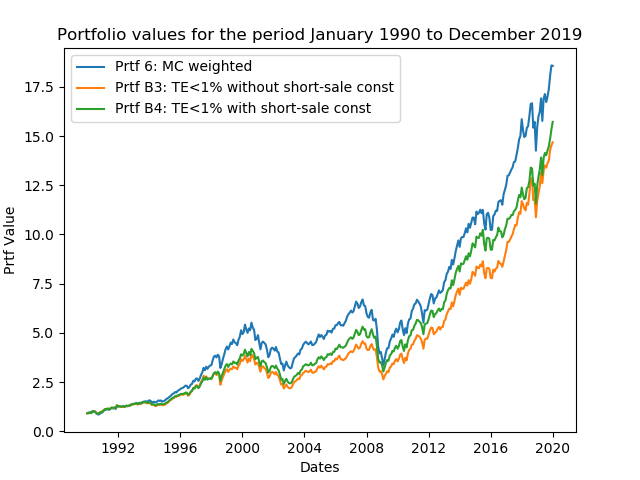 Portfolio values for the period January 1990 to December 2019
Prtf 6: MC weighted
Prtf B3: TE<1% without short-sale const
Prtf B4: TE<1% with short-sale const
17.5
15.0
12.5
10.0
7.5
5.0
2.5
0.0
Prtf Value
1992 1996 2000 2004 2008 2012 2016 2020
Dates